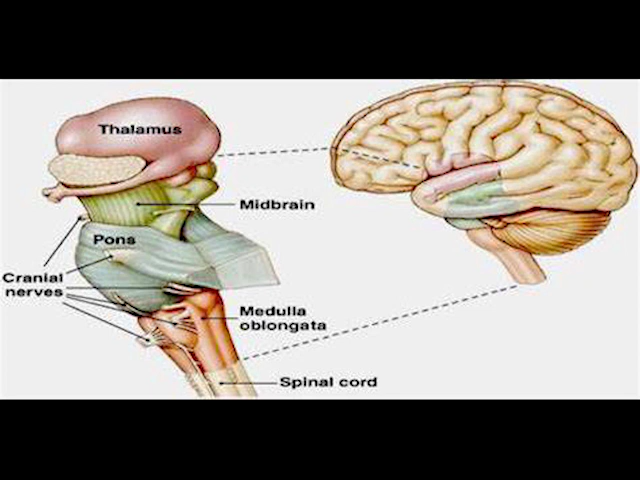 Thalamus
Midbrain
Pons
Cranial
nerves
Medulla
oblongata
Spinal cord